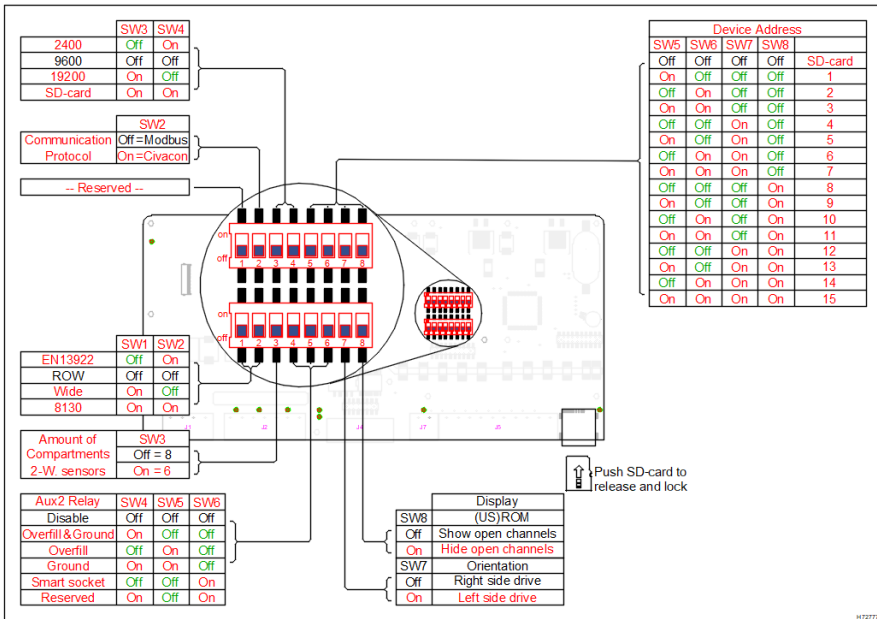 SW3 SW4
2400 Off On
9600 Off Off
19200 On Off
SD-card On On
SW2
Communication Off=Modbus
Protocol On=Civacon
-- Reserved --
Device Address
SW5 SW6 SW7 SW8
Off Off Off Off SD-card
On Off Off Off 1
Off On Off Off 2
On On Off Off 3
Off Off On Off 4
On Off On Off 5
Off On On Off 6
On On On Off 7
Off Off Off On 8
On Off Off On 9
Off On Off On 10
On On Off On 11
Off Off On On 12
On Off On On 13
Off On On On 14
On On On On 15
on
off
1 2 3 4 5 6 7 8
on
off
1 2 3 4 5 6 7 8
SW1 SW2
EN13922 Off On
ROW Off Off
Wide On Off
8130 On On
J2 J4 J7 J5
Amount of SW3
Compartments Off = 8
2-W. sensors On = 6
Push SD-card to
release and lock
Aux2 Relay SW4 SW5 SW6
Disable Off Off Off
Overfill & Ground On Off Off
Overfill Off On Off
Ground On On Off
Smart socket Off Off On
Reserved On Off On
Display
SW8 (US)ROM
Off Show open channels
On Hide open channels
SW7 Orientation
Off Right side drive
On Left side drive